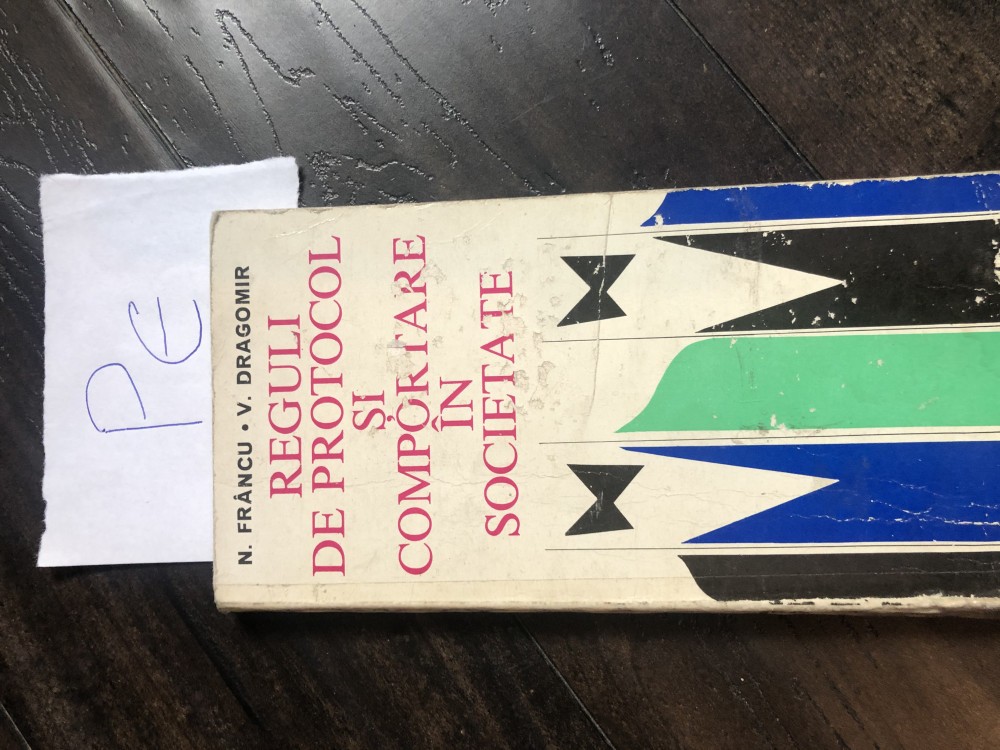 PE
N. FRÂNCU • V. DRAGOMIR
REGULI
DE PROTOCOL
ȘI
COMPORTARE
ÎN
SOCIETATE